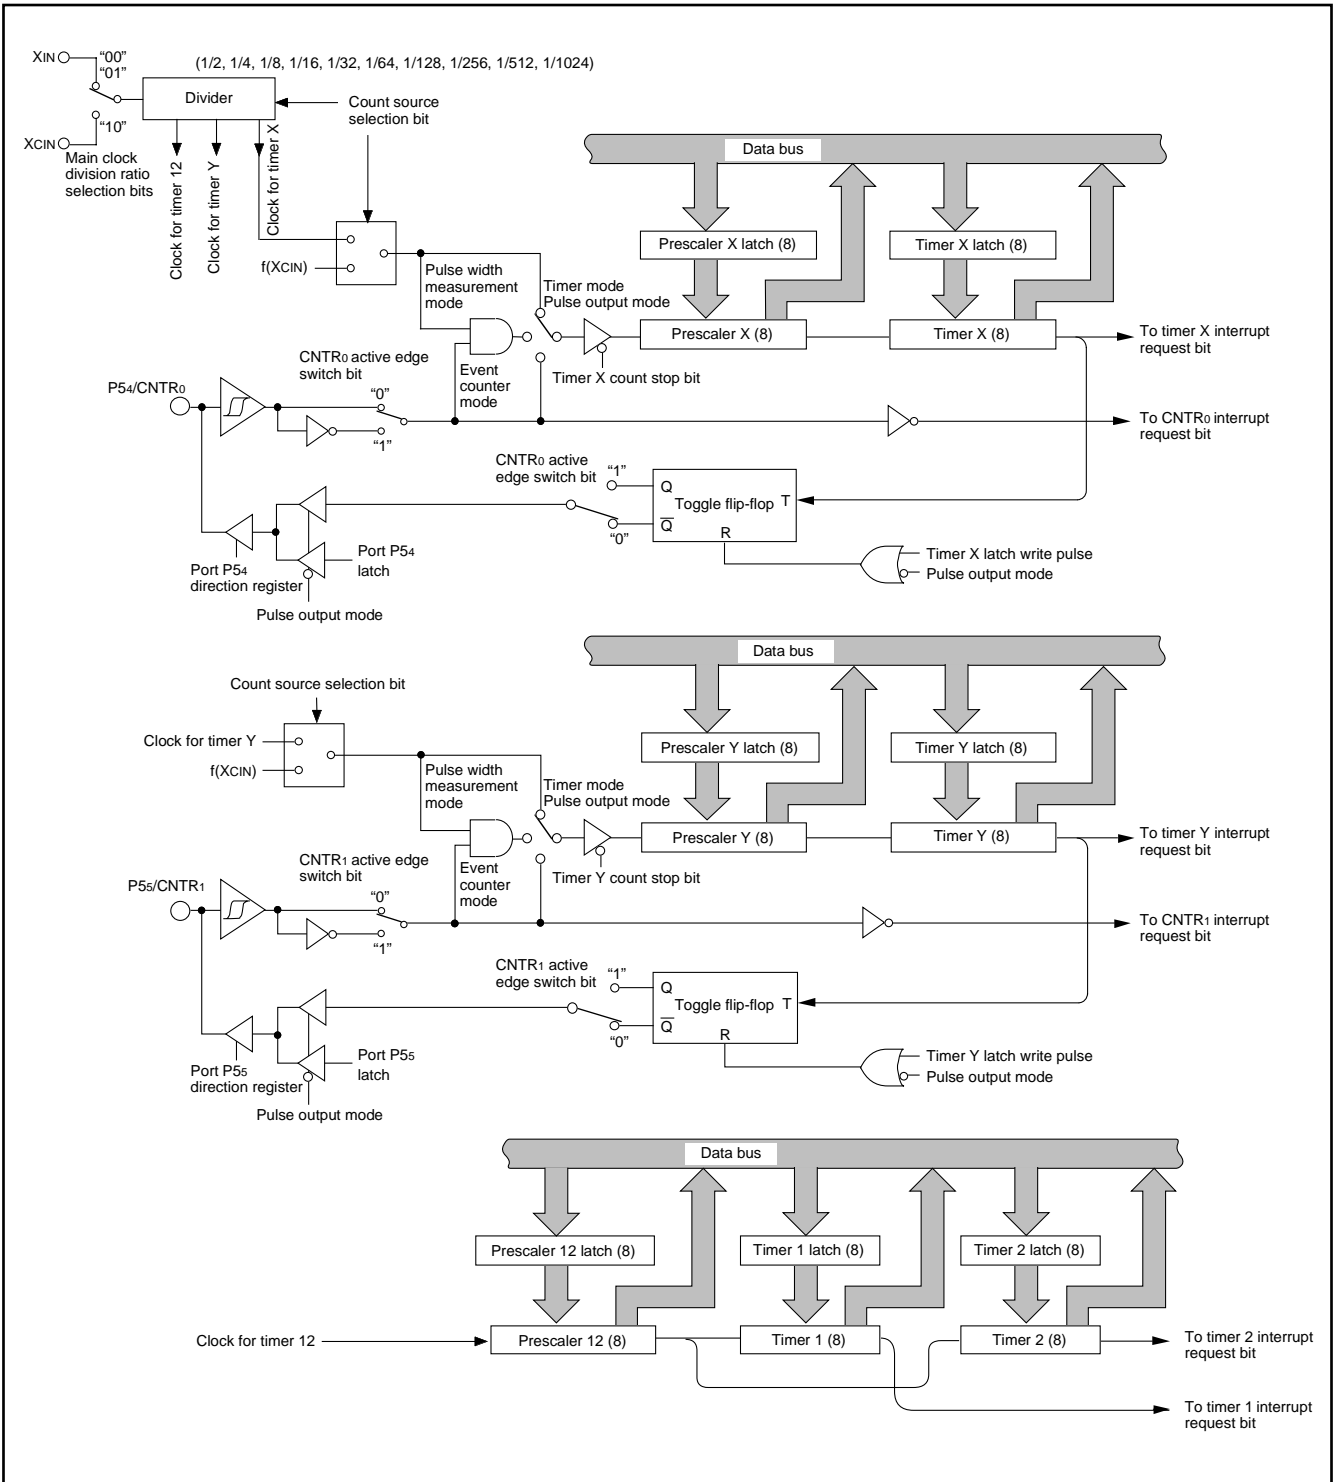 XIN
“00”
“01”
(1/2, 1/4, 1/8, 1/16, 1/32, 1/64, 1/128, 1/256, 1/512, 1/1024)
Divider
Count source
selection bit
“10”
XCIN
Main clock
division ratio
selection bits
Clock for timer 12
Clock for timer Y
Clock for timer X
f(XCIN)
Data bus
Prescaler X latch (8)
Timer X latch (8)
Pulse width
measurement
mode
Timer mode
Pulse output mode
Prescaler X (8)
Timer X (8)
To timer X interrupt
request bit
CNTR0 active edge
switch bit
Event
counter
mode
Timer X count stop bit
P54/CNTR0
“0”
“1”
To CNTR0 interrupt
request bit
CNTR0 active
edge switch bit
“1”
Q
Toggle flip-flop
T
Q
R
“0”
Port P54
latch
Port P54
direction register
Pulse output mode
Timer X latch write pulse
Pulse output mode
Data bus
Count source selection bit
Clock for timer Y
f(XCIN)
Prescaler Y latch (8)
Timer Y latch (8)
Pulse width
measurement
mode
Timer mode
Pulse output mode
Prescaler Y (8)
Timer Y (8)
To timer Y interrupt
request bit
CNTR1 active edge
switch bit
Event
counter
mode
Timer Y count stop bit
P55/CNTR1
“0”
“1”
To CNTR1 interrupt
request bit
CNTR1 active
edge switch bit
“1”
Q
Toggle flip-flop
T
Q
R
“0”
Port P55
latch
Port P55
direction register
Pulse output mode
Timer Y latch write pulse
Pulse output mode
Data bus
Prescaler 12 latch (8)
Timer 1 latch (8)
Timer 2 latch (8)
Clock for timer 12
Prescaler 12 (8)
Timer 1 (8)
Timer 2 (8)
To timer 2 interrupt
request bit
To timer 1 interrupt
request bit